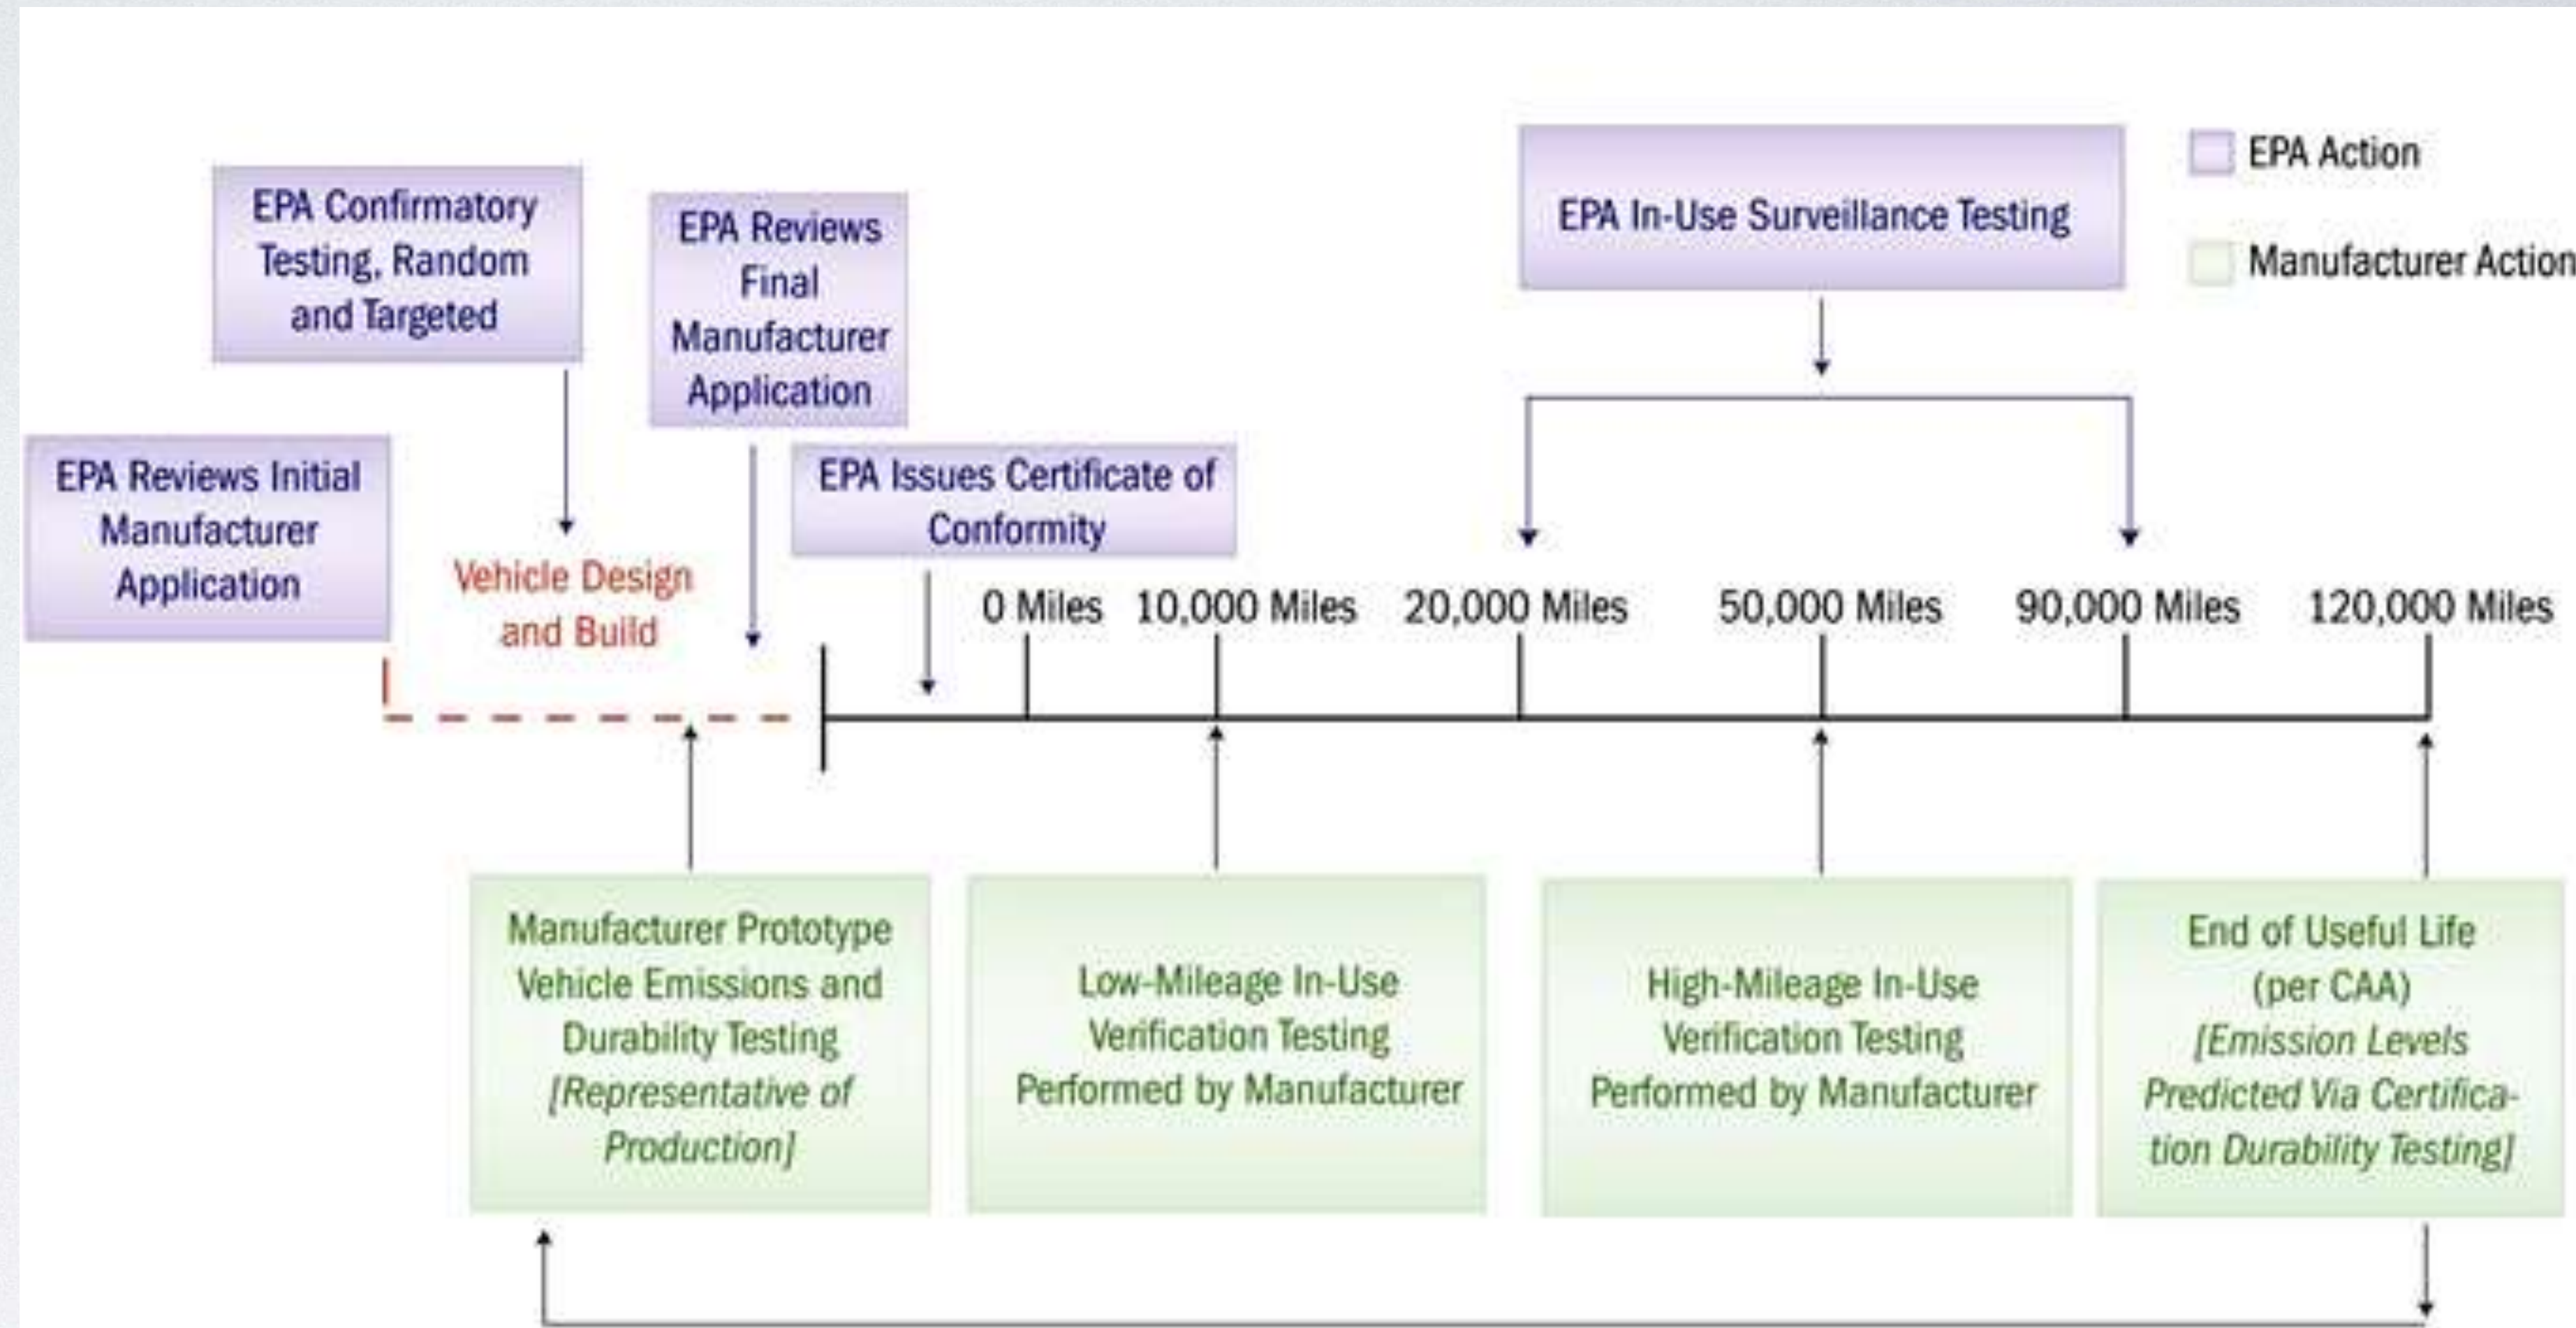 EPA Confirmatory
Testing, Random
and Targeted
EPA Reviews
Final
Manufacturer
Application
EPA In-Use Surveillance Testing
EPA Action
Manufacturer Action
EPA Reviews Initial
Manufacturer
Application
EPA Issues Certificate of
Conformity
Vehicle Design
and Build
0 Miles
10,000 Miles
20,000 Miles
50,000 Miles
90,000 Miles
120,000 Miles
Manufacturer Prototype
Vehicle Emissions and
Durability Testing
[Representative of
Production]
Low-Mileage In-Use
Verification Testing
Performed by Manufacturer
High-Mileage In-Use
Verification Testing
Performed by Manufacturer
End of Useful Life
(per CAA)
[Emission Levels
Predicted Via Certifica-
tion Durability Testing]